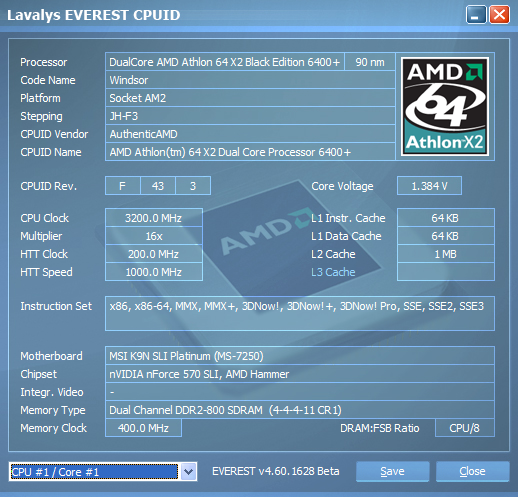 Lavalys EVEREST CPUID
Processor DualCore AMD Athlon 64 X2 Black Edition 6400+ 90 nm
Code Name Windsor
Platform Socket AM2
Stepping JH-F3
CPUID Vendor AuthenticAMD
CPUID Name AMD Athlon(tm) 64 X2 Dual Core Processor 6400+
AMD
64
Athlon X2
CPUID Rev. F 43 3 Core Voltage 1.384 V
CPU Clock 3200.0 MHz L1 Instr. Cache 64 KB
Multiplier 16x L1 Data Cache 64 KB
HTT Clock 200.0 MHz L2 Cache 1 MB
HTT Speed 1000.0 MHz L3 Cache
AMD
Instruction Set x86, x86-64, MMX, MMX+, 3DNow!, 3DNow!+, 3DNow! Pro, SSE, SSE2, SSE3
Motherboard MSI K9N SLI Platinum (MS-7250)
Chipset nVIDIA nForce 570 SLI, AMD Hammer
Integr. Video -
Memory Type Dual Channel DDR2-800 SDRAM (4-4-4-11 CR1)
Memory Clock 400.0 MHz DRAM:FSB Ratio CPU/8
CPU #1 / Core #1 EVEREST v4.60.1628 Beta Save Close